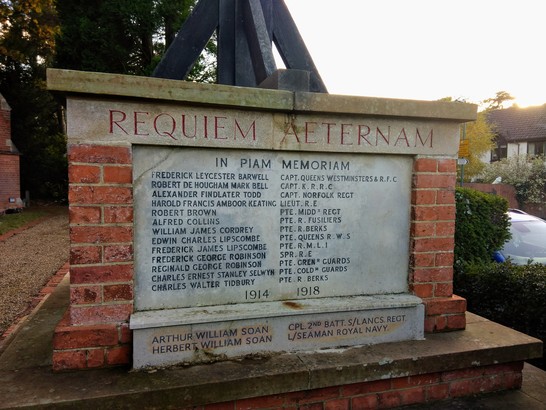 REQUIEM AETERNAM
IN PIAM MEMORIAM
FREDERICK LEYCESTER BARWELL CAPT. QUEENS WESTMINSTERS & R.F.C
ROBERT DE HOUGHAM MARK BELL CAPT. K.R.R.C
ALEXANDER FINDLATER TODD CAPT. NORFOLK REGT
HAROLD FRANCIS AMBOOR KEATING LIEUT. R.E
ROBERT BROWN PTE. MIDDX REGT
ALFRED COLLINS PTE. R. FUSILIERS
WILLIAM JAMES CORDREY PTE. R. BERKS
EDWIN CHARLES LIPSCOMBE PTE. QUEENS R.W.S
FREDERICK JAMES LIPSCOMBE PTE. R.M.L.I
FREDERIC GEORGE ROBINSON SPR. R.E
REGINALD GEORGE ROBINSON PTE. GREN GUARDS
CHARLES ERNEST STANLEY SELWYN PTE. COLD GUARDS
CHARLES WALTER TIDBURY PTE. R BERKS
1914 1918
ARTHUR WILLIAM SOAN CPL. 2ND BATT. S/LANCS. REGT
HERBERT WILLIAM SOAN L/SEAMAN ROYAL NAVY